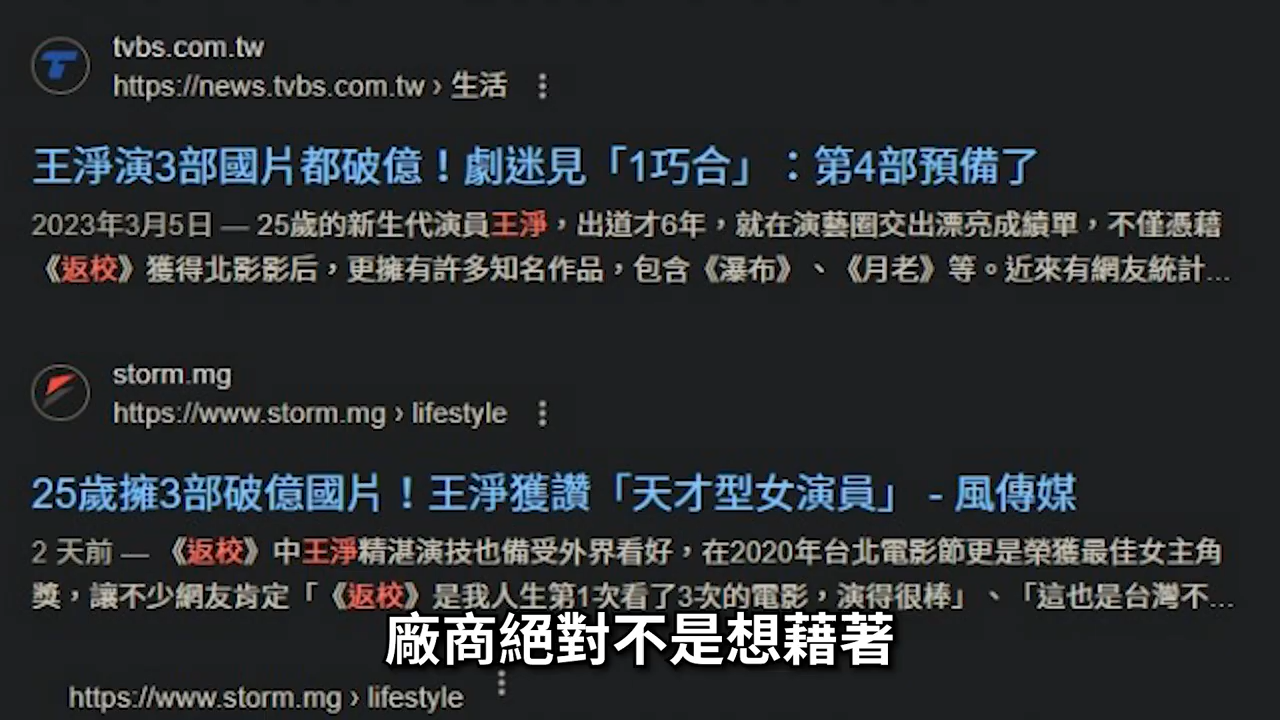 tvbs.com.tw
https://news.tvbs.com.tw › 生活
王淨演3部國片都破億！劇迷見「1巧合」：第4部預備了
2023年3月5日 — 25歲的新生代演員王淨，出道才6年，就在演藝圈交出漂亮成績單，不僅憑藉
《返校》獲得北影影后，更擁有許多知名作品，包含《瀑布》、《月老》等。近來有網友統計...
storm.mg
https://www.storm.mg › lifestyle
25歲擁3部破億國片！王淨獲讚「天才型女演員」 - 風傳媒
2 天前 — 《返校》中王淨精湛演技也備受外界看好，在2020年台北電影節更是榮獲最佳女主角
獎，讓不少網友肯定「《返校》是我人生第1次看了3次的電影，演得很棒」、「這也是台灣不...
廠商絕對不是想藉著
https://www.storm.mg › lifestyle